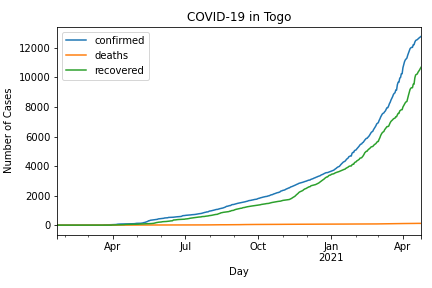 COVID-19 in Togo
confirmed
deaths
recovered
Number of Cases
12000
10000
8000
6000
4000
2000
0
Apr
Jul
Oct
Jan
2021
Apr
Day